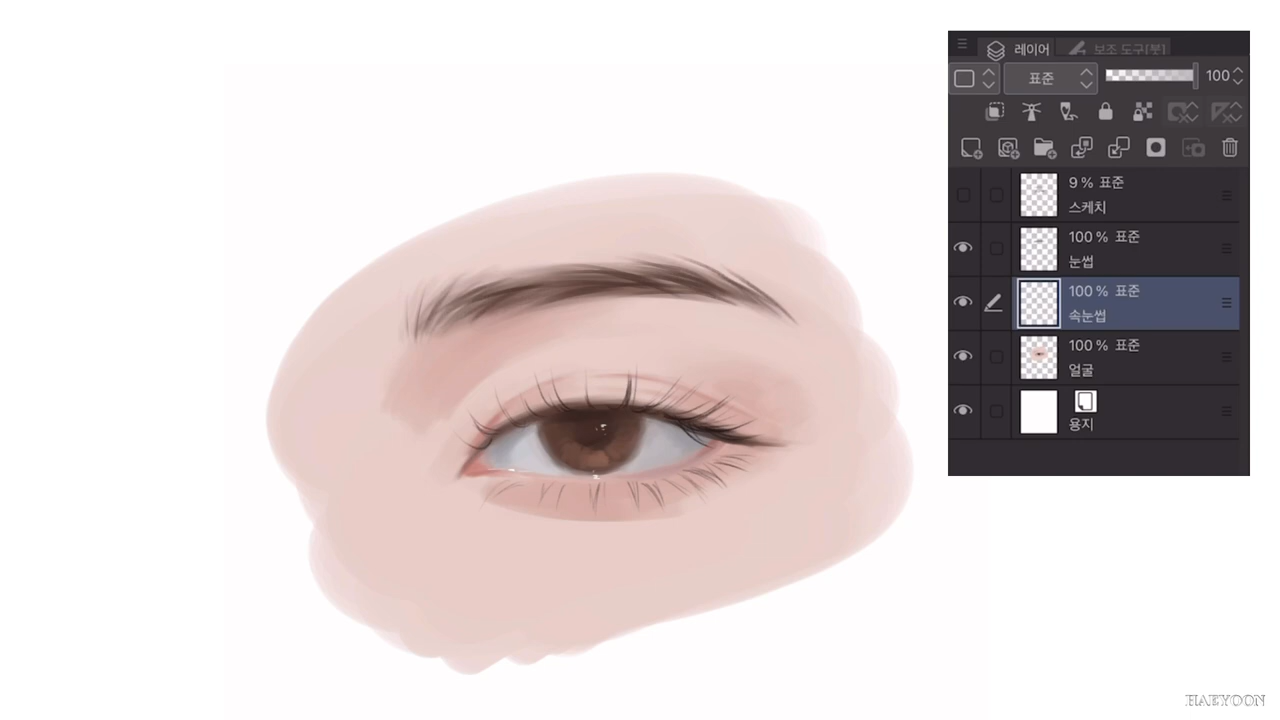 레이어 보조 도구[붓]
표준 100
9 % 표준
스케치
100 % 표준
눈썹
100 % 표준
속눈썹
100 % 표준
얼굴
용지
HAEYOON